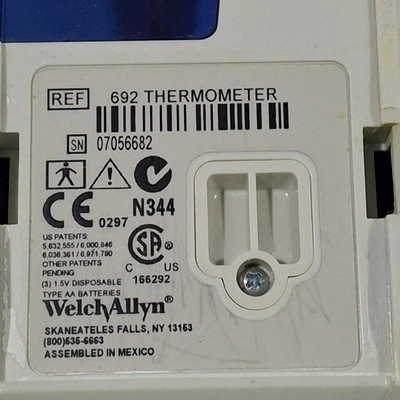 REF 692 THERMOMETER
SN 07056682
CE 0297 N344
US PATENTS
5,632,555 / 6,000,846
6,036,361 / 6,971,790
OTHER PATENTS
PENDING
C US
166292
(3) 1.5V DISPOSABLE
TYPE AA BATTERIES
WelchAllyn®
SKANEATELES FALLS, NY 13153
(800)535-6663
ASSEMBLED IN MEXICO